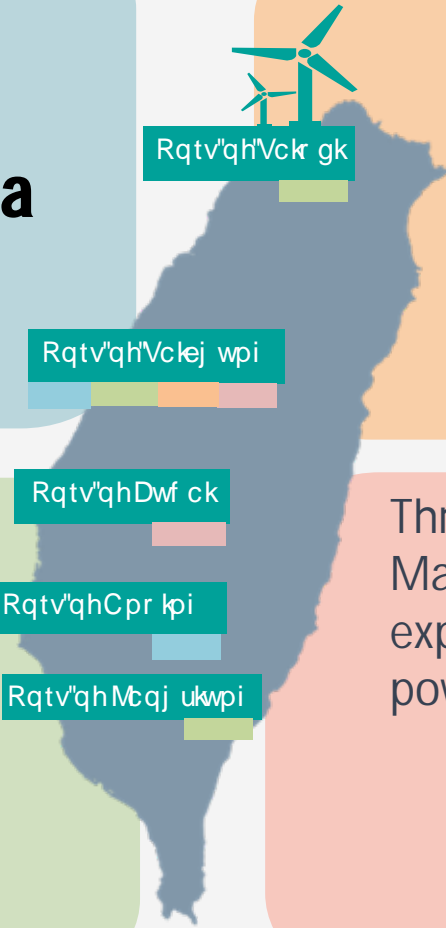 a
Rqtv"qh"Vckr gk
Rqtv"qh"Vckej wpi
Rqtv"qhDwf ck
Rqtv"qhCpr kpi
Rqtv"qh Mcqj ukwpi
Thr
Ma
exp
pow